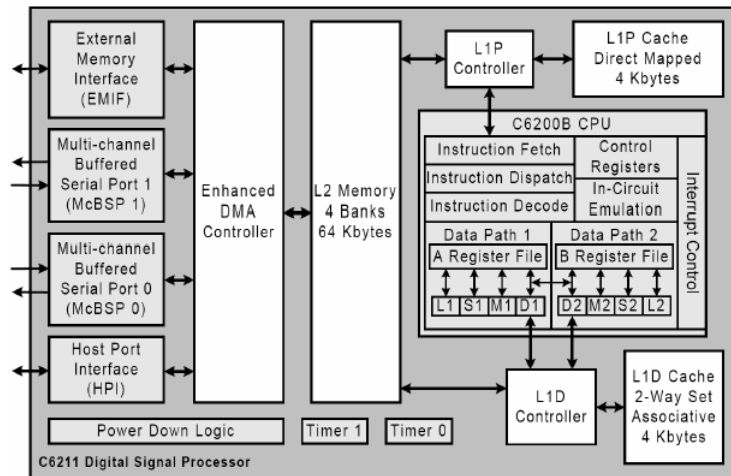 External
Memory
Interface
(EMIF)
Multi-channel
Buffered
Serial Port 1
(McBSP 1)
Multi-channel
Buffered
Serial Port 0
(McBSP 0)
Host Port
Interface
(HPI)
Enhanced
DMA
Controller
L2 Memory
4 Banks
64 Kbytes
L1P
Controller
L1P Cache
Direct Mapped
4 Kbytes
C6200B CPU
Instruction Fetch
Instruction Dispatch
Instruction Decode
Control
Registers
In-Circuit
Emulation
Interrupt Control
Data Path 1
A Register File
L1 S1 M1 D1
Data Path 2
B Register File
D2 M2 S2 L2
L1D
Controller
L1D Cache
2-Way Set
Associative
4 Kbytes
Power Down Logic
Timer 1
Timer 0
C6211 Digital Signal Processor